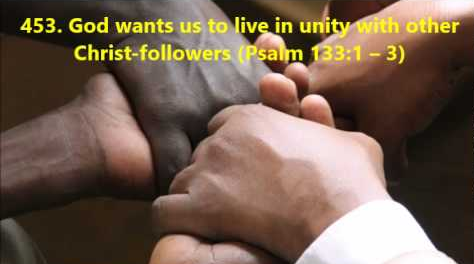 453. God wants us to live in unity with other
Christ-followers (Psalm 133:1 – 3)